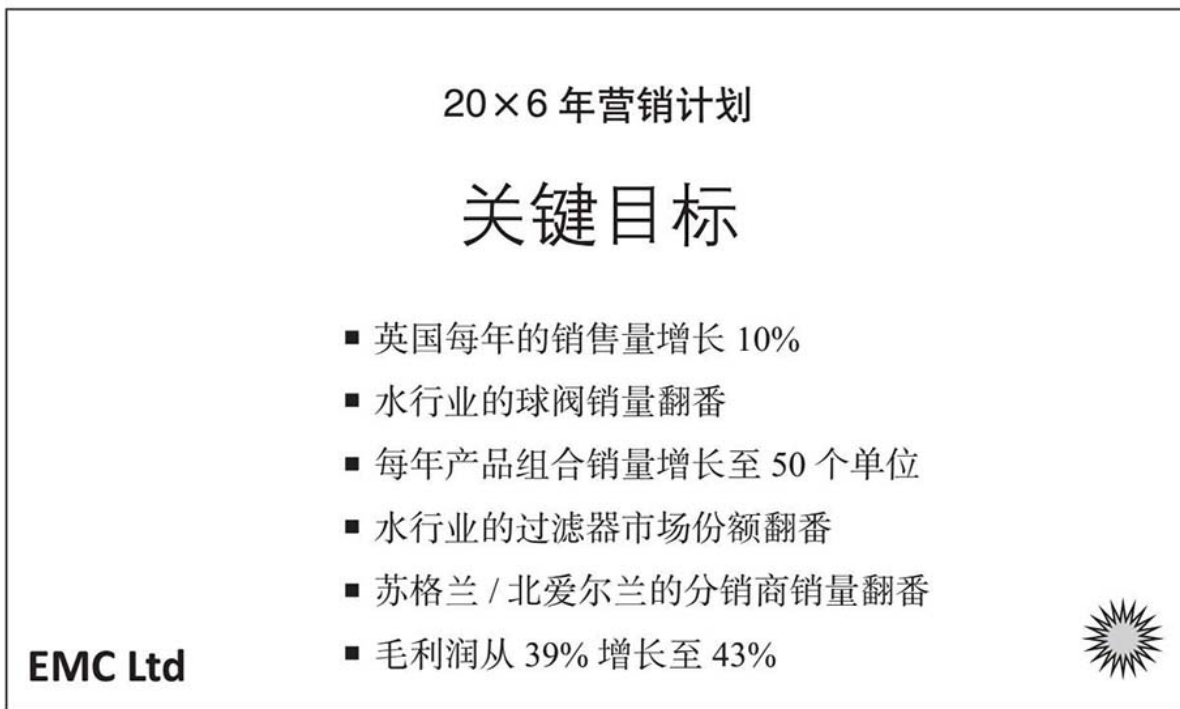 20×6 年营销计划
关键目标
■ 英国每年的销售量增长 10%
■ 水行业的球阀销量翻番
■ 每年产品组合销量增长至 50 个单位
■ 水行业的过滤器市场份额翻番
■ 苏格兰 / 北爱尔兰的分销商销量翻番
■ 毛利润从 39% 增长至 43%
EMC Ltd